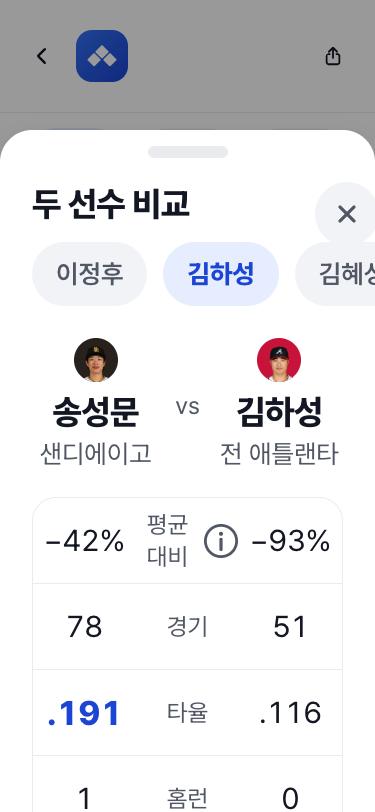 두 선수 비교
이정후 김하성 김혜성
송성문 vs 김하성
샌디에이고 전 애틀랜타
−42% 평균 대비 −93%
78 경기 51
.191 타율 .116
1 홈런 0